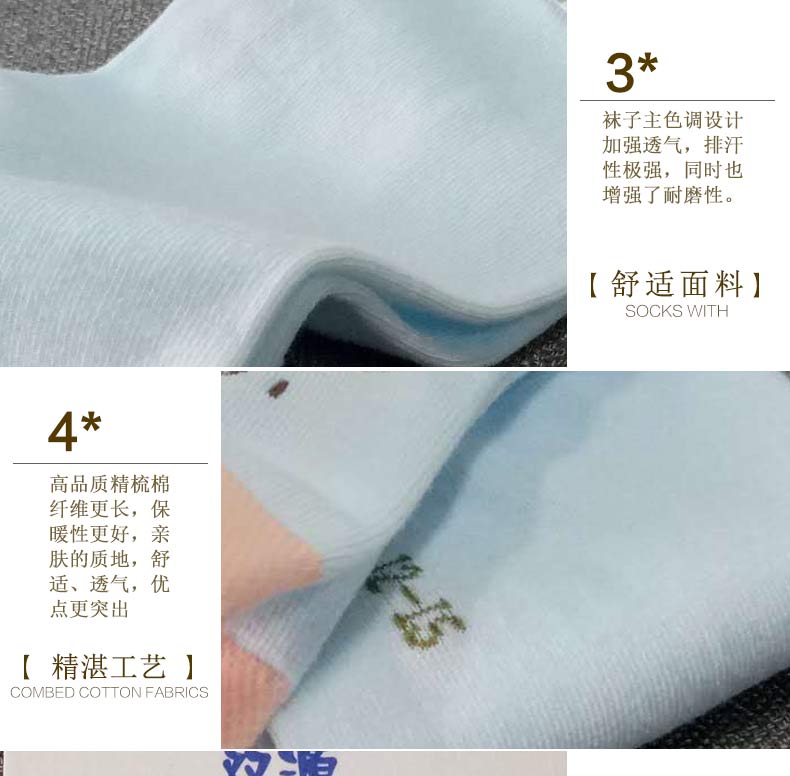 3*
袜子主色调设计
加强透气，排汗
性极强，同时也
增强了耐磨性。
【舒适面料】
SOCKS WITH
4*
高品质精梳棉
纤维更长，保
暖性更好，亲
肤的质地，舒
适、透气，优
点更突出
【 精湛工艺 】
COMBED COTTON FABRICS
双源